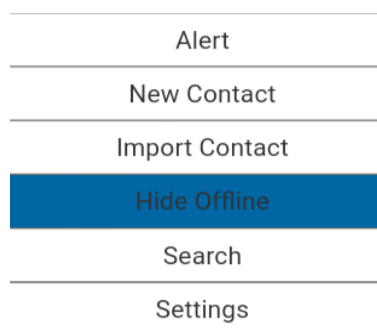 Alert
New Contact
Import Contact
Hide Offline
Search
Settings